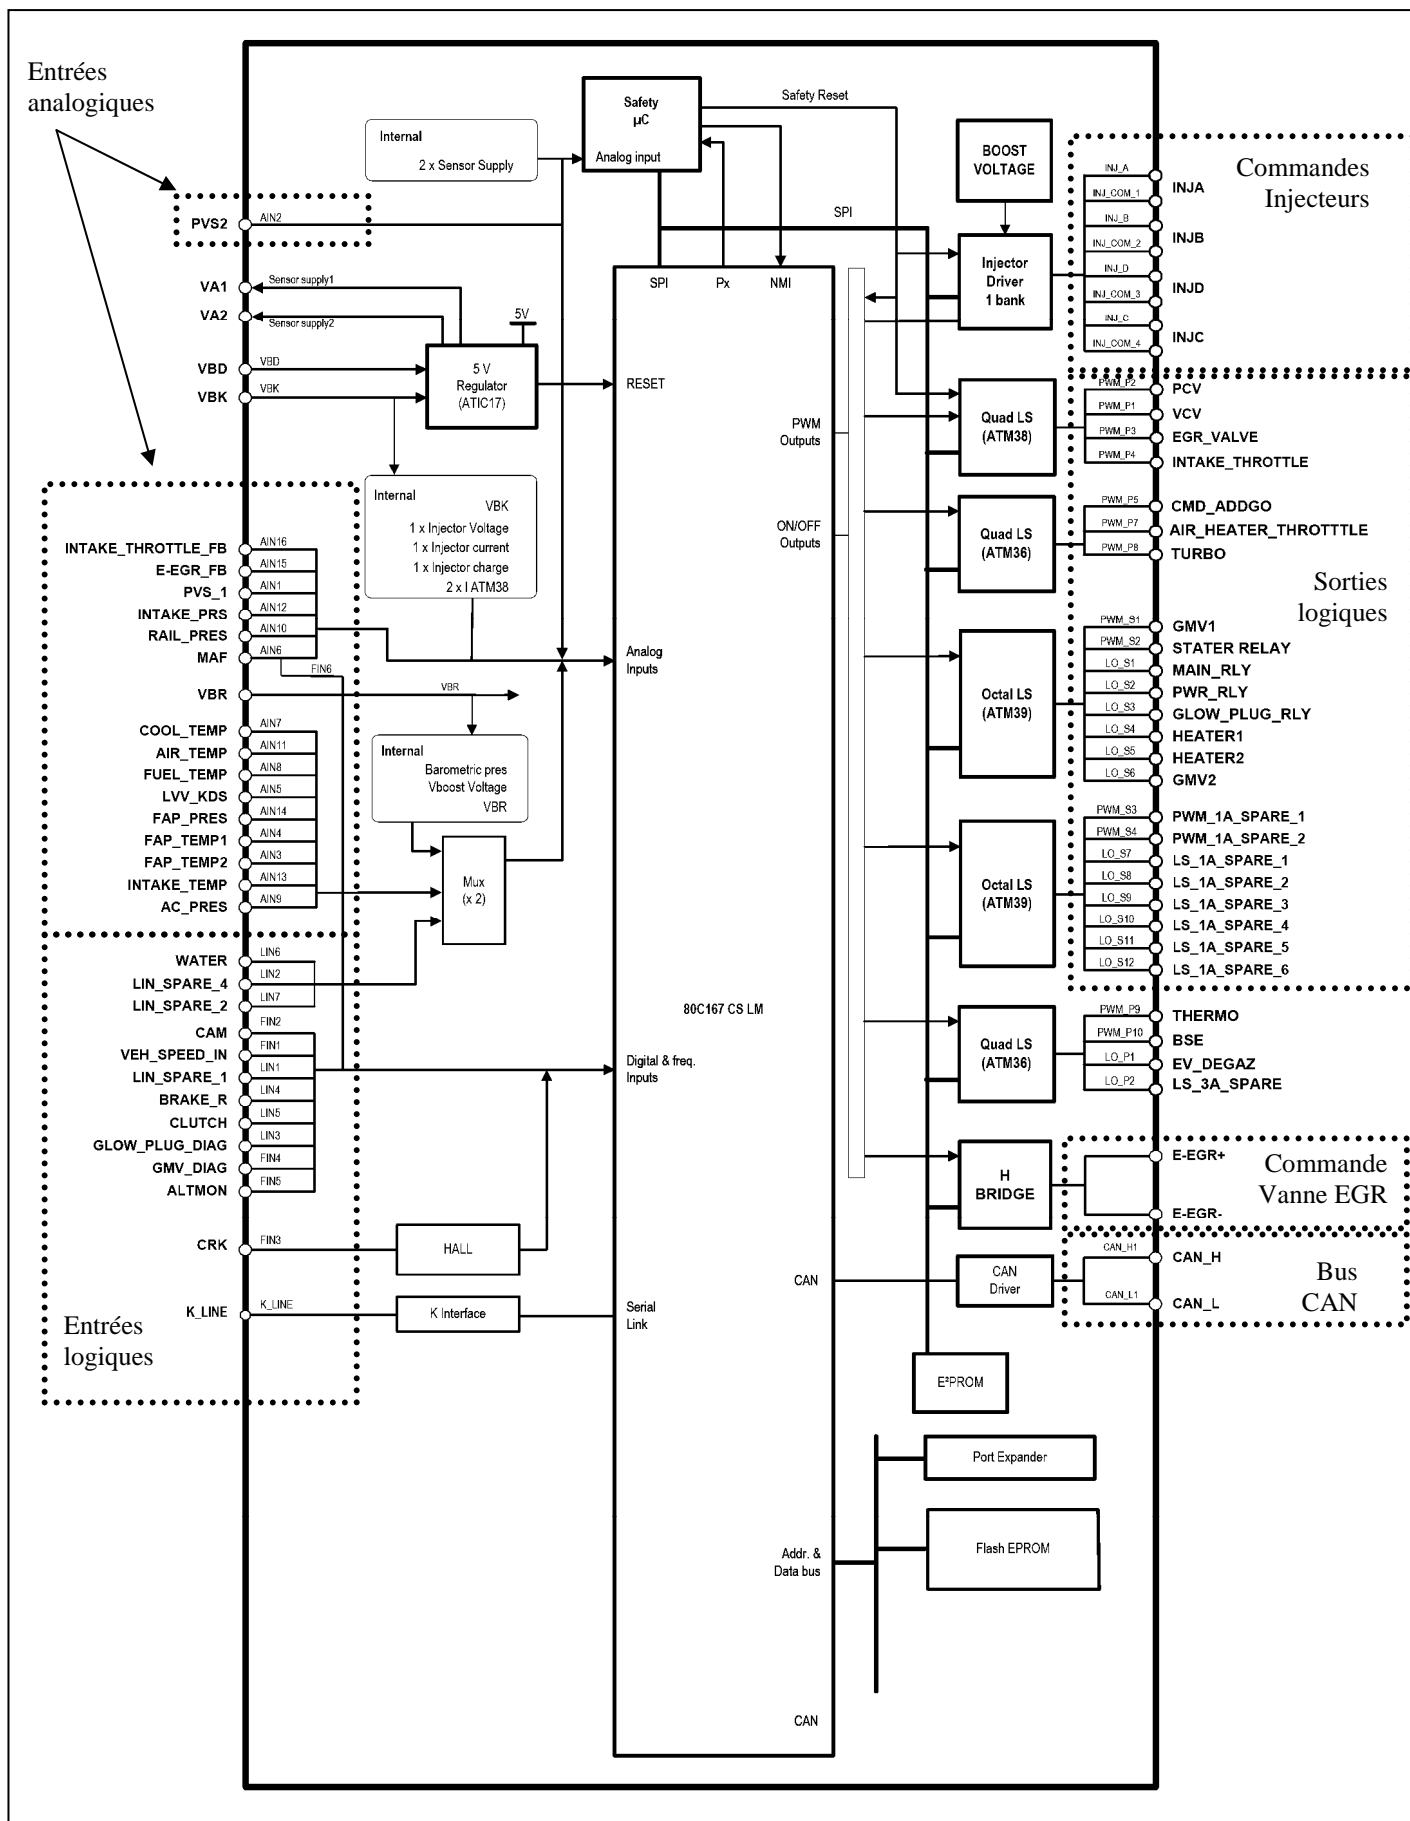 Entrées
analogiques
Safety
µC
Analog input
Safety Reset
Internal
2 x Sensor Supply
BOOST
VOLTAGE
SPI
PVS2
AIN2
VA1
Sensor supply1
VA2
Sensor supply2
VBD
VBD
VBK
VBK
5V
5 V
Regulator
(ATIC17)
SPI
Px
NMI
RESET
PWM
Outputs
ON/OFF
Outputs
Analog
Inputs
80C167 CS LM
Digital & freq.
Inputs
CAN
Serial
Link
Addr. &
Data bus
CAN
Internal
VBK
1 x Injector Voltage
1 x Injector current
1 x Injector charge
2 x I ATM38
INTAKE_THROTTLE_FB
AIN16
E-EGR_FB
AIN15
PVS_1
AIN1
INTAKE_PRS
AIN12
RAIL_PRES
AIN10
MAF
AIN6
FIN6
VBR
VBR
COOL_TEMP
AIN7
AIR_TEMP
AIN11
FUEL_TEMP
AIN8
LVV_KDS
AIN5
FAP_PRES
AIN14
FAP_TEMP1
AIN4
FAP_TEMP2
AIN3
INTAKE_TEMP
AIN13
AC_PRES
AIN9
Internal
Barometric pres
Vboost Voltage
VBR
Mux
(x 2)
WATER
LIN6
LIN_SPARE_4
LIN2
LIN_SPARE_2
LIN7
CAM
FIN2
VEH_SPEED_IN
FIN1
LIN_SPARE_1
LIN1
BRAKE_R
LIN4
CLUTCH
LIN5
GLOW_PLUG_DIAG
LIN3
GMV_DIAG
FIN4
ALTMON
FIN5
CRK
FIN3
HALL
K_LINE
K_LINE
K Interface
Entrées
logiques
Injector
Driver
1 bank
Commandes
Injecteurs
INJ_A
INJA
INJ_COM_1
INJ_B
INJB
INJ_COM_2
INJ_D
INJD
INJ_COM_3
INJ_C
INJC
INJ_COM_4
Quad LS
(ATM38)
PWM_P2
PCV
PWM_P1
VCV
PWM_P3
EGR_VALVE
PWM_P4
INTAKE_THROTTLE
Quad LS
(ATM36)
PWM_P5
CMD_ADDGO
PWM_P7
AIR_HEATER_THROTTTLE
PWM_P8
TURBO
Sorties
logiques
Octal LS
(ATM39)
PWM_S1
GMV1
PWM_S2
STATER RELAY
LO_S1
MAIN_RLY
LO_S2
PWR_RLY
LO_S3
GLOW_PLUG_RLY
LO_S4
HEATER1
LO_S5
HEATER2
LO_S6
GMV2
Octal LS
(ATM39)
PWM_S3
PWM_1A_SPARE_1
PWM_S4
PWM_1A_SPARE_2
LO_S7
LS_1A_SPARE_1
LO_S8
LS_1A_SPARE_2
LO_S9
LS_1A_SPARE_3
LO_S10
LS_1A_SPARE_4
LO_S11
LS_1A_SPARE_5
LO_S12
LS_1A_SPARE_6
Quad LS
(ATM36)
PWM_P9
THERMO
PWM_P10
BSE
LO_P1
EV_DEGAZ
LO_P2
LS_3A_SPARE
H
BRIDGE
E-EGR+
E-EGR-
Commande
Vanne EGR
CAN
Driver
CAN_H1
CAN_H
CAN_L1
CAN_L
Bus
CAN
E²PROM
Port Expander
Flash EPROM